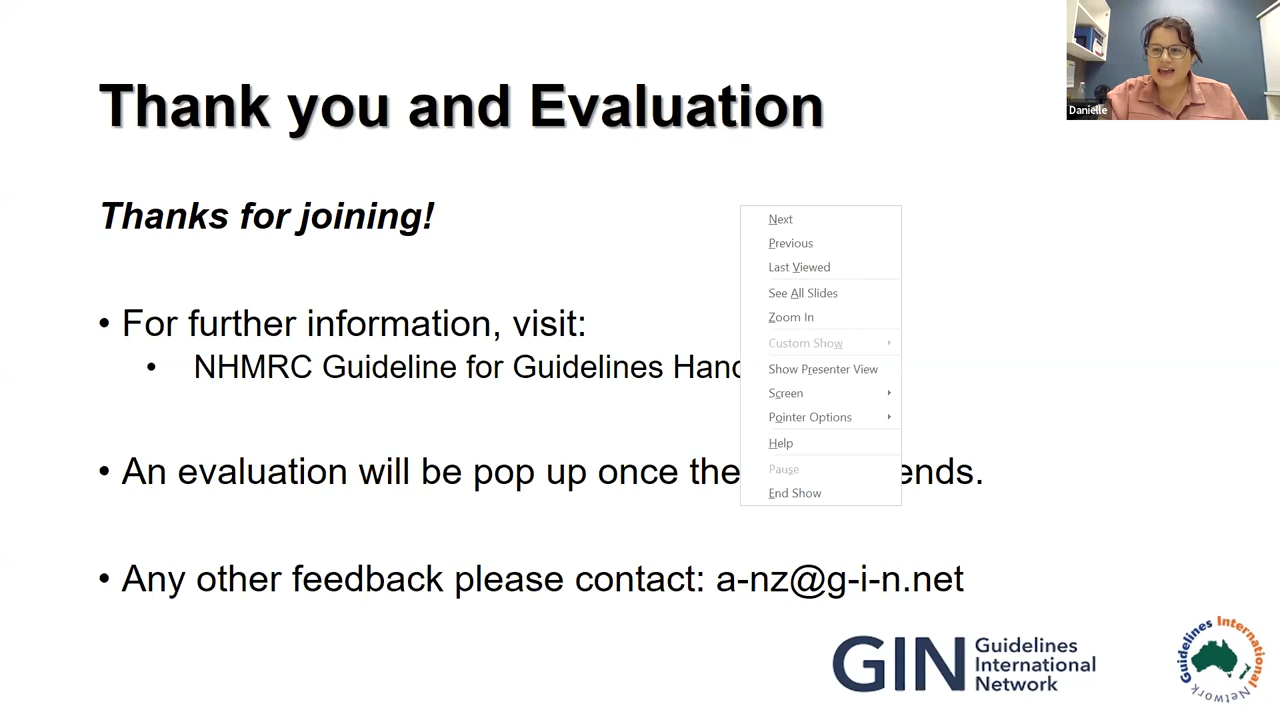 Thank you and Evaluation
Danielle
Thanks for joining!
• For further information, visit:
• NHMRC Guideline for Guidelines
• An evaluation will be pop up once the ends.
• Any other feedback please contact: a-nz@g-i-n.net
Next
Previous
Last Viewed
See All Slides
Zoom In
Custom Show
Show Presenter View
Screen
Pointer Options
Help
Pause
End Show
GIN
Guidelines
International
Network
Guidelines International Network